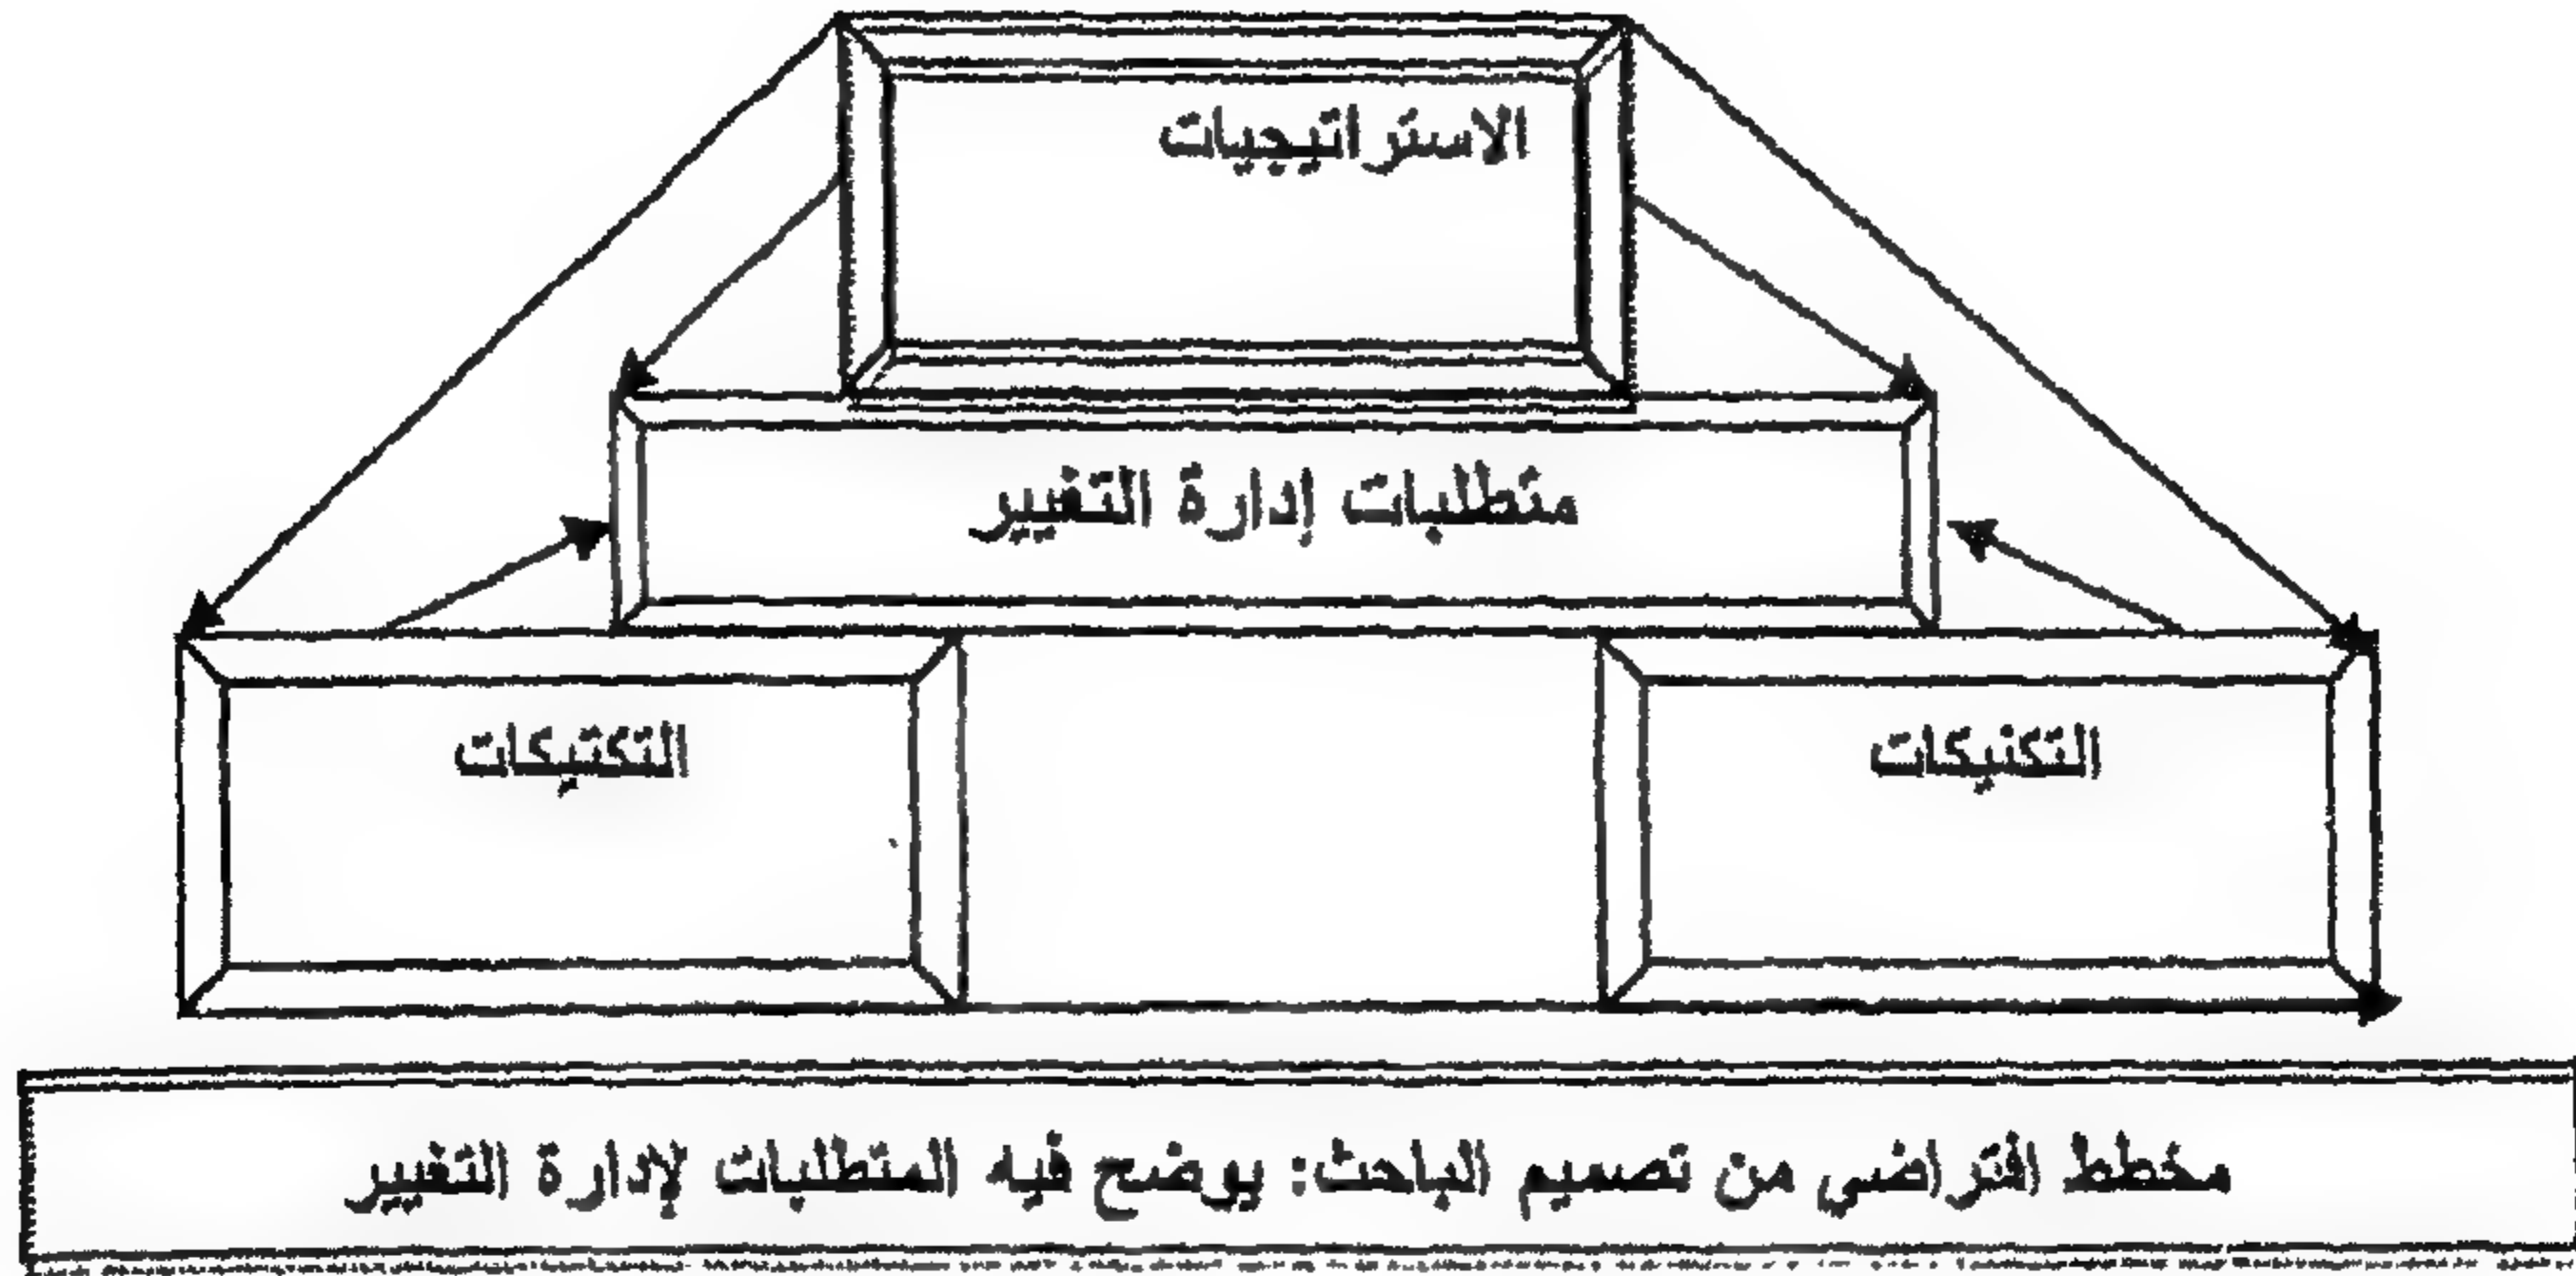 الاستراتيجيات
متطلبات إدارة التغيير
التكنيكات
التكتيكات
مخطط افتراضي من تصميم الباحث: يوضح فيه المتطلبات لإدارة التغيير